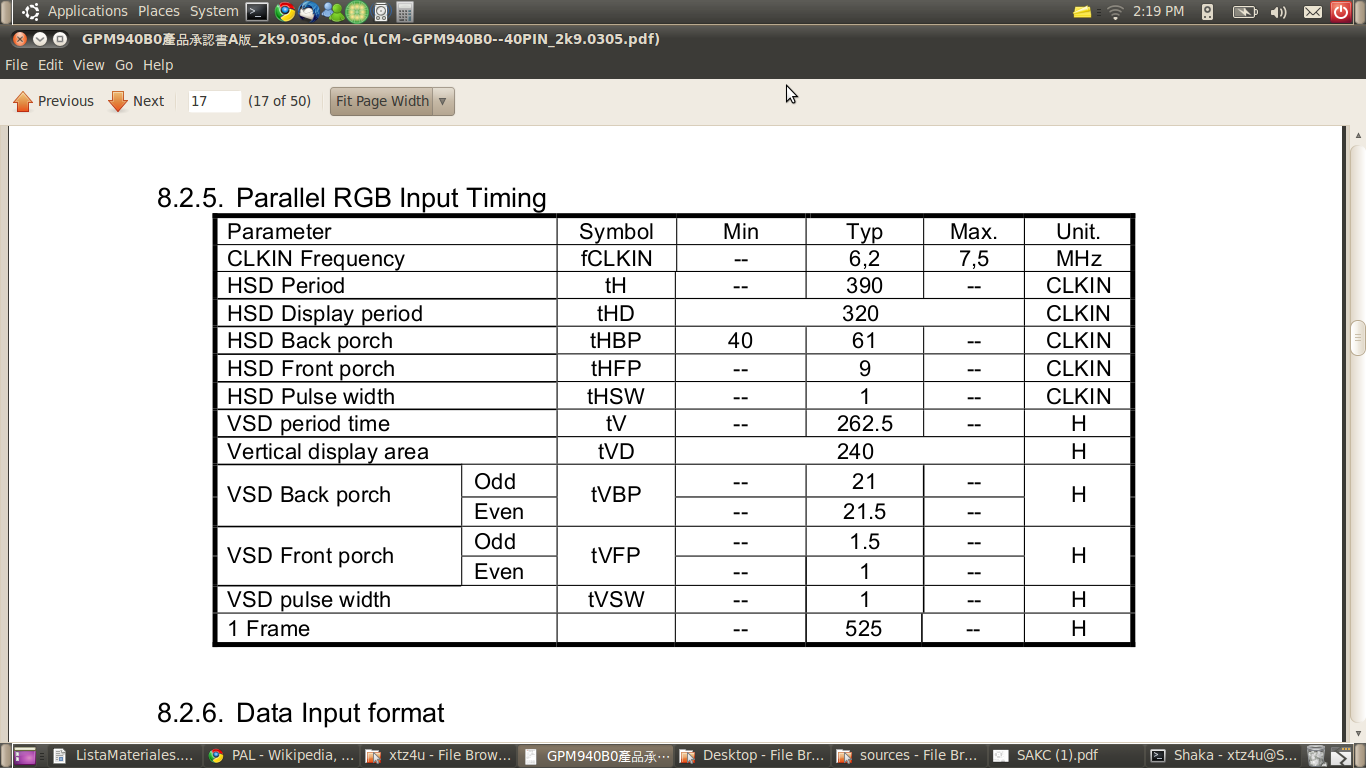 Applications Places System 2:19 PM
GPM940B0產品承認書A版_2k9.0305.doc (LCM~GPM940B0--40PIN_2k9.0305.pdf)
File Edit View Go Help
Previous Next 17 (17 of 50) Fit Page Width
8.2.5. Parallel RGB Input Timing
Parameter Symbol Min Typ Max. Unit.
CLKIN Frequency fCLKIN -- 6,2 7,5 MHz
HSD Period tH -- 390 -- CLKIN
HSD Display period tHD 320 CLKIN
HSD Back porch tHBP 40 61 -- CLKIN
HSD Front porch tHFP -- 9 -- CLKIN
HSD Pulse width tHSW -- 1 -- CLKIN
VSD period time tV -- 262.5 -- H
Vertical display area tVD 240 H
VSD Back porch Odd tVBP -- 21 -- H
Even -- 21.5 --
VSD Front porch Odd tVFP -- 1.5 -- H
Even -- 1 --
VSD pulse width tVSW -- 1 -- H
1 Frame -- 525 -- H
8.2.6. Data Input format
ListaMateriales.... PAL - Wikipedia, ... xtz4u - File Brow... GPM940B0產品承... Desktop - File Br... sources - File Br... SAKC (1).pdf Shaka - xtz4u@S...